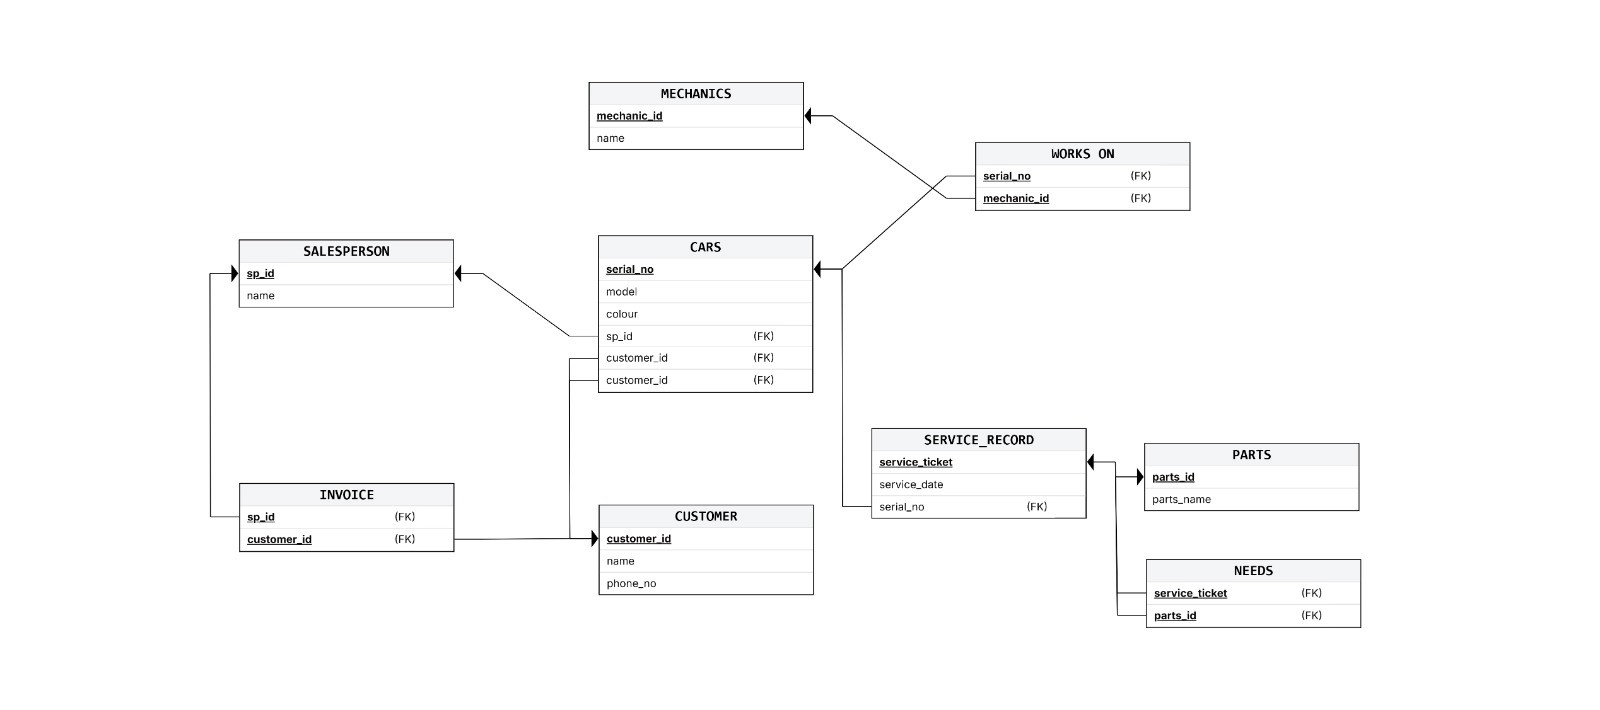 MECHANICS
mechanic_id
name
WORKS ON
serial_no (FK)
mechanic_id (FK)
SALESPERSON
sp_id
name
CARS
serial_no
model
colour
sp_id (FK)
customer_id (FK)
customer_id (FK)
SERVICE_RECORD
service_ticket
service_date
serial_no (FK)
PARTS
parts_id
parts_name
INVOICE
sp_id (FK)
customer_id (FK)
CUSTOMER
customer_id
name
phone_no
NEEDS
service_ticket (FK)
parts_id (FK)